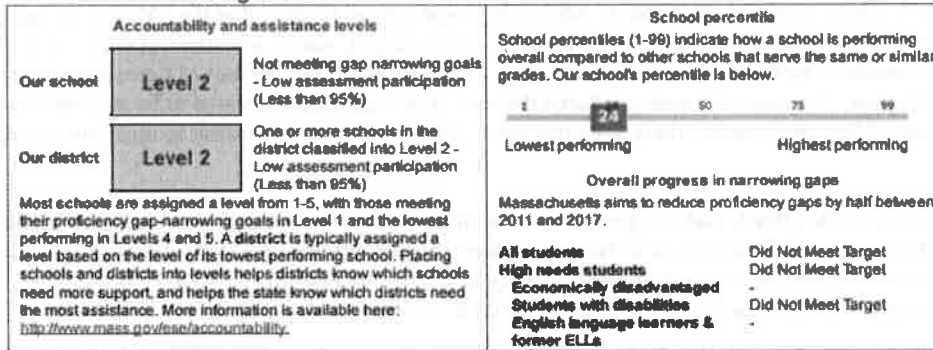 Accountability and assistance levels
Our school
Level 2
Not meeting gap narrowing goals
- Low assessment participation
(Less than 95%)
Our district
Level 2
One or more schools in the
district classified into Level 2 -
Low assessment participation
(Less than 95%)
Most schools are assigned a level from 1-5, with those meeting
their proficiency gap-narrowing goals in Level 1 and the lowest
performing in Levels 4 and 5. A district is typically assigned a
level based on the level of its lowest performing school. Placing
schools and districts into levels helps districts know which schools
need more support, and helps the state know which districts need
the most assistance. More information is available here:
http://www.mass.gov/ese/accountability.
School percentile
School percentiles (1-99) indicate how a school is performing
overall compared to other schools that serve the same or similar
grades. Our school's percentile is below.
1 24 50 75 99
Lowest performing Highest performing
Overall progress in narrowing gaps
Massachusetts aims to reduce proficiency gaps by half between
2011 and 2017.
All students Did Not Meet Target
High needs students Did Not Meet Target
Economically disadvantaged -
Students with disabilities Did Not Meet Target
English language learners & -
former ELLs